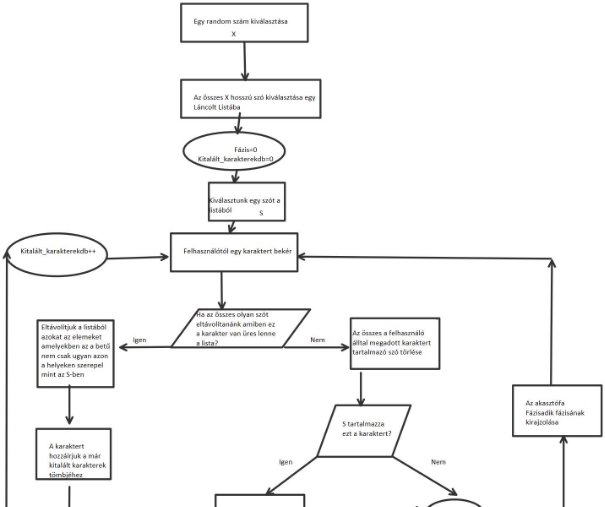 Egy random szám kiválasztása
X
Az összes X hosszú szó kiválasztása egy
Láncolt Listába
Fázis=0
Kitalált_karakterekdb=0
Kiválasztunk egy szót a
listából S
Kitalált_karakterekdb++
Felhasználótól egy karaktert bekér
Ha az összes olyan szót
eltávolítanánk amiben ez
a karakter van üres lenne
a lista?
Igen
Nem
Eltávolítjuk a listából
azokat az elemeket
amelyekben az a betű
nem csak ugyan azon
a helyeken szerepel
mint az S-ben
Az összes a felhasználó
álltal megadott karaktert
tartalmazó szó törlése
Az akasztófa
Fázisadik fázisának
kirajzolása
S tartalmazza
ezt a karaktert?
A karaktert
hozzáírjuk a már
kitalált karakterek
tömbjéhez
Igen
Nem